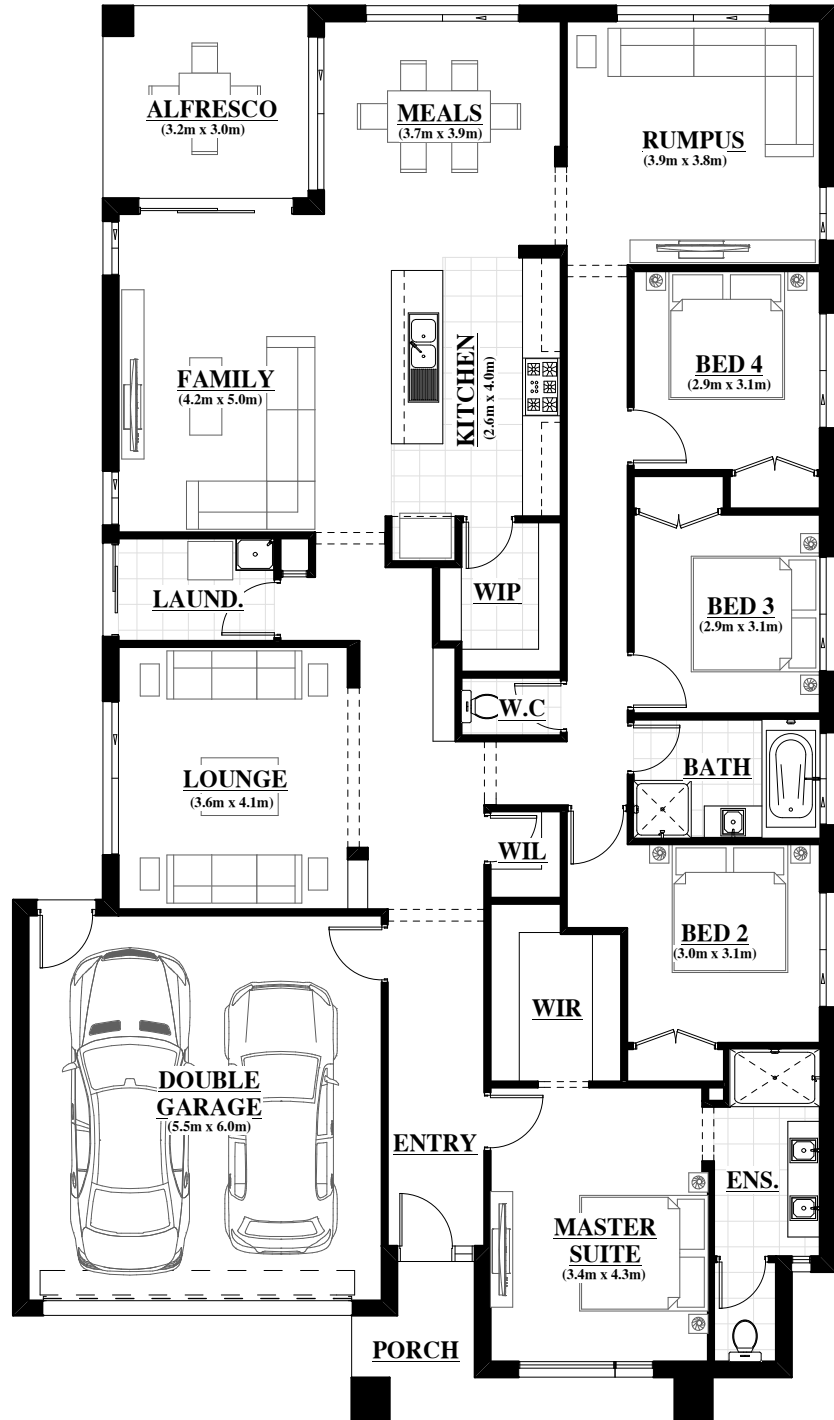 ALFRESCO
(3.2m x 3.0m)
MEALS
(3.7m x 3.9m)
RUMPUS
(3.9m x 3.8m)
FAMILY
(4.2m x 5.0m)
KITCHEN
(2.6m x 4.0m)
BED 4
(2.9m x 3.1m)
LAUND.
WIP
BED 3
(2.9m x 3.1m)
W.C
LOUNGE
(3.6m x 4.1m)
BATH
WIL
BED 2
(3.0m x 3.1m)
WIR
DOUBLE
GARAGE
(5.5m x 6.0m)
ENTRY
ENS.
MASTER
SUITE
(3.4m x 4.3m)
PORCH